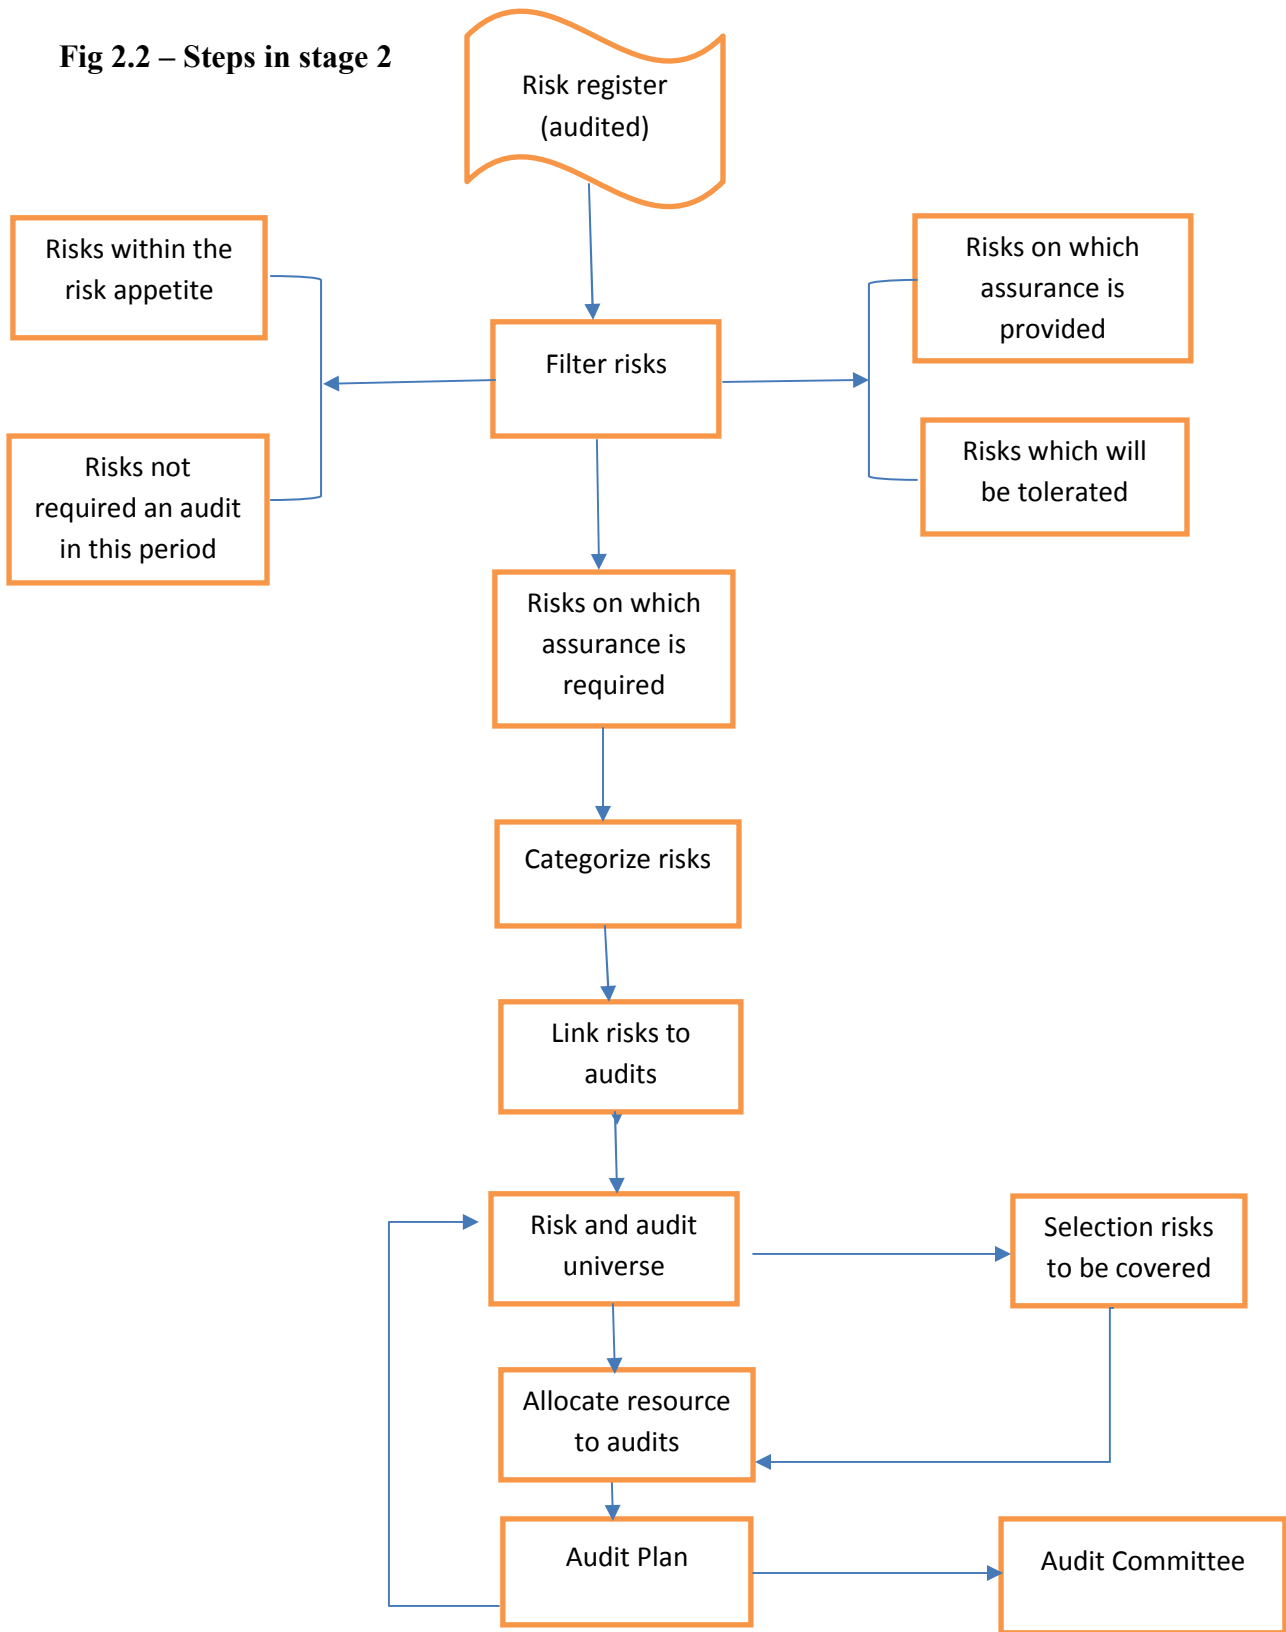 Fig 2.2 – Steps in stage 2
Risk register
(audited)
Risks within the
risk appetite
Risks on which
assurance is
provided
Filter risks
Risks not
required an audit
in this period
Risks which will
be tolerated
Risks on which
assurance is
required
Categorize risks
Link risks to
audits
Risk and audit
universe
Selection risks
to be covered
Allocate resource
to audits
Audit Plan
Audit Committee